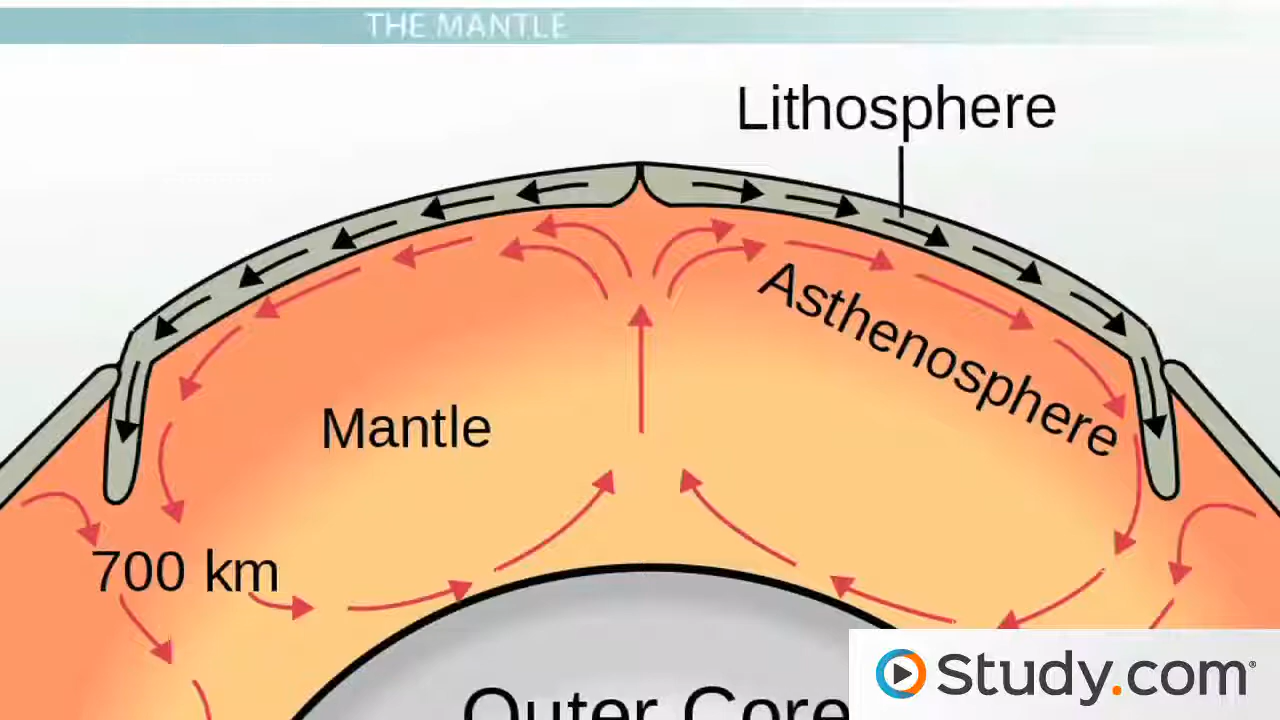 THE MANTLE
Lithosphere
Asthenosphere
Mantle
700 km
Outer Core
Study.com®